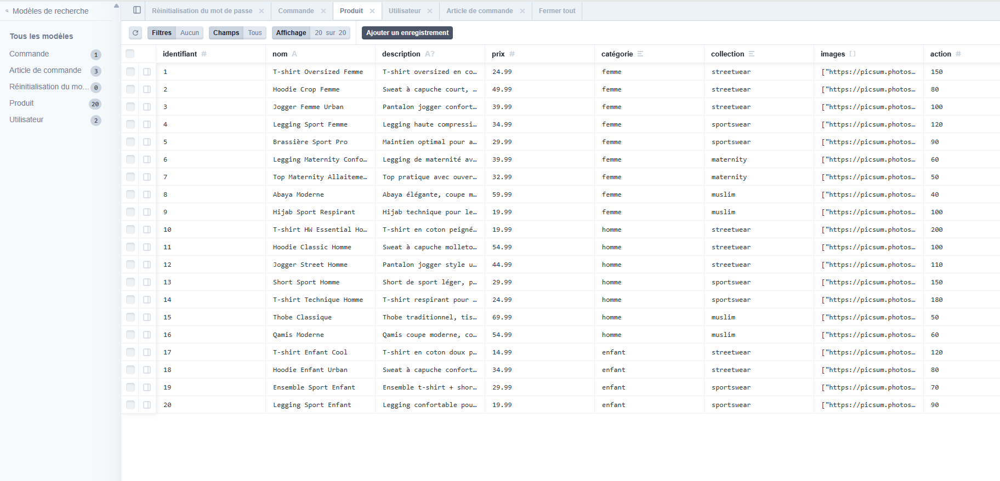 Modèles de recherche
Réinitialisation du mot de passe
Commande
Produit
Utilisateur
Article de commande
Fermer tout
Filtres Aucun
Champs Tous
Affichage 20 sur 20
Ajouter un enregistrement
Tous les modèles
Commande 1
Article de commande 3
Réinitialisation du mo... 0
Produit 20
Utilisateur 2
identifiant # nom A description A? prix # catégorie collection images [] action #
1 T-shirt Oversized Femme T-shirt oversized en co… 24.99 femme streetwear ["https://picsum.photos… 150
2 Hoodie Crop Femme Sweat à capuche court, … 49.99 femme streetwear ["https://picsum.photos… 80
3 Jogger Femme Urban Pantalon jogger confort… 39.99 femme streetwear ["https://picsum.photos… 100
4 Legging Sport Femme Legging haute compressi… 34.99 femme sportswear ["https://picsum.photos… 120
5 Brassière Sport Pro Maintien optimal pour a… 29.99 femme sportswear ["https://picsum.photos… 90
6 Legging Maternity Confo… Legging de maternité av… 39.99 femme maternity ["https://picsum.photos… 60
7 Top Maternity Allaiteme… Top pratique avec ouver… 32.99 femme maternity ["https://picsum.photos… 50
8 Abaya Moderne Abaya élégante, coupe m… 59.99 femme muslim ["https://picsum.photos… 40
9 Hijab Sport Respirant Hijab technique pour le… 19.99 femme muslim ["https://picsum.photos… 100
10 T-shirt HW Essential Ho… T-shirt en coton peigné… 19.99 homme streetwear ["https://picsum.photos… 200
11 Hoodie Classic Homme Sweat à capuche molleto… 54.99 homme streetwear ["https://picsum.photos… 100
12 Jogger Street Homme Pantalon jogger style u… 44.99 homme streetwear ["https://picsum.photos… 110
13 Short Sport Homme Short de sport léger, p… 29.99 homme sportswear ["https://picsum.photos… 150
14 T-shirt Technique Homme T-shirt respirant pour … 24.99 homme sportswear ["https://picsum.photos… 180
15 Thobe Classique Thobe traditionnel, tis… 69.99 homme muslim ["https://picsum.photos… 50
16 Qamis Moderne Qamis coupe moderne, co… 54.99 homme muslim ["https://picsum.photos… 60
17 T-shirt Enfant Cool T-shirt en coton doux p… 14.99 enfant streetwear ["https://picsum.photos… 120
18 Hoodie Enfant Urban Sweat à capuche confort… 34.99 enfant streetwear ["https://picsum.photos… 80
19 Ensemble Sport Enfant Ensemble t-shirt + shor… 29.99 enfant sportswear ["https://picsum.photos… 70
20 Legging Sport Enfant Legging confortable pou… 19.99 enfant sportswear ["https://picsum.photos… 90